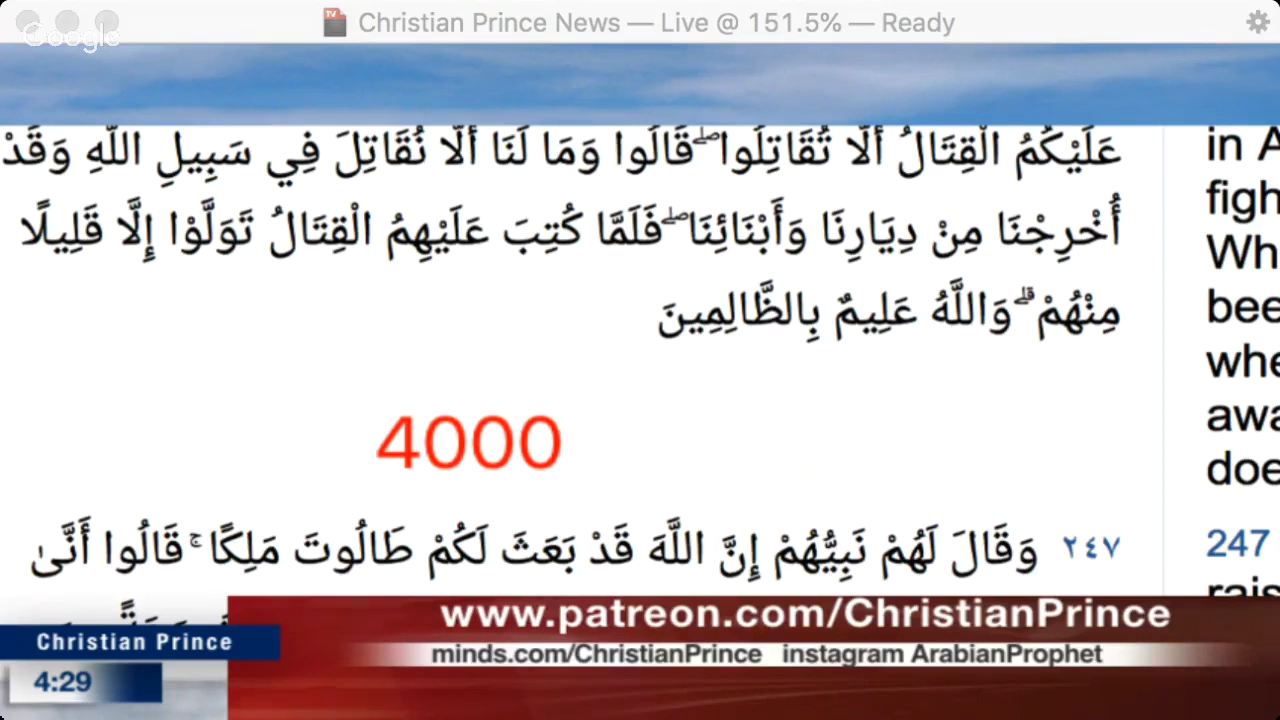 Christian Prince News — Live @ 151.5% — Ready
Google
عَلَيْكُمُ الْقِتَالُ أَلَّا تُقَاتِلُوا ۖ قَالُوا وَمَا لَنَا أَلَّا نُقَاتِلَ فِي سَبِيلِ اللَّهِ وَقَدْ
أُخْرِجْنَا مِنْ دِيَارِنَا وَأَبْنَائِنَا ۖ فَلَمَّا كُتِبَ عَلَيْهِمُ الْقِتَالُ تَوَلَّوْا إِلَّا قَلِيلًا
مِنْهُمْ ۗ وَاللَّهُ عَلِيمٌ بِالظَّالِمِينَ
4000
٢٤٧ وَقَالَ لَهُمْ نَبِيُّهُمْ إِنَّ اللَّهَ قَدْ بَعَثَ لَكُمْ طَالُوتَ مَلِكًا ۚ قَالُوا أَنَّىٰ
in A
figh
Wh
bee
whe
awa
doe
247
rais
www.patreon.com/ChristianPrince
Christian Prince
minds.com/ChristianPrince instagram ArabianProphet
4:29